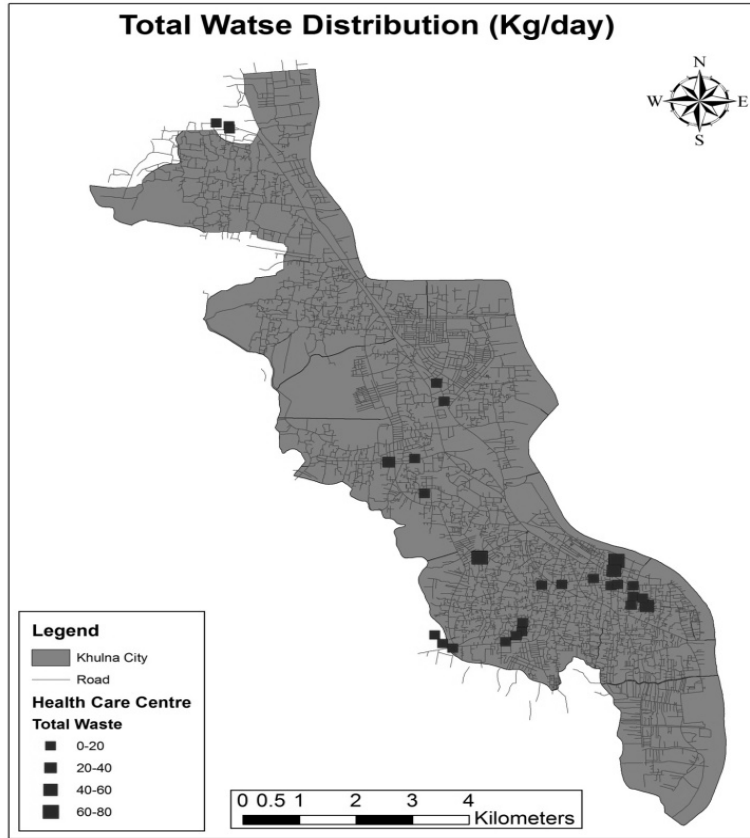 Total Watse Distribution (Kg/day)
N
W E
S
Legend
Khulna City
Road
Health Care Centre
Total Waste
0-20
20-40
40-60
60-80
0 0.5 1 2 3 4
Kilometers